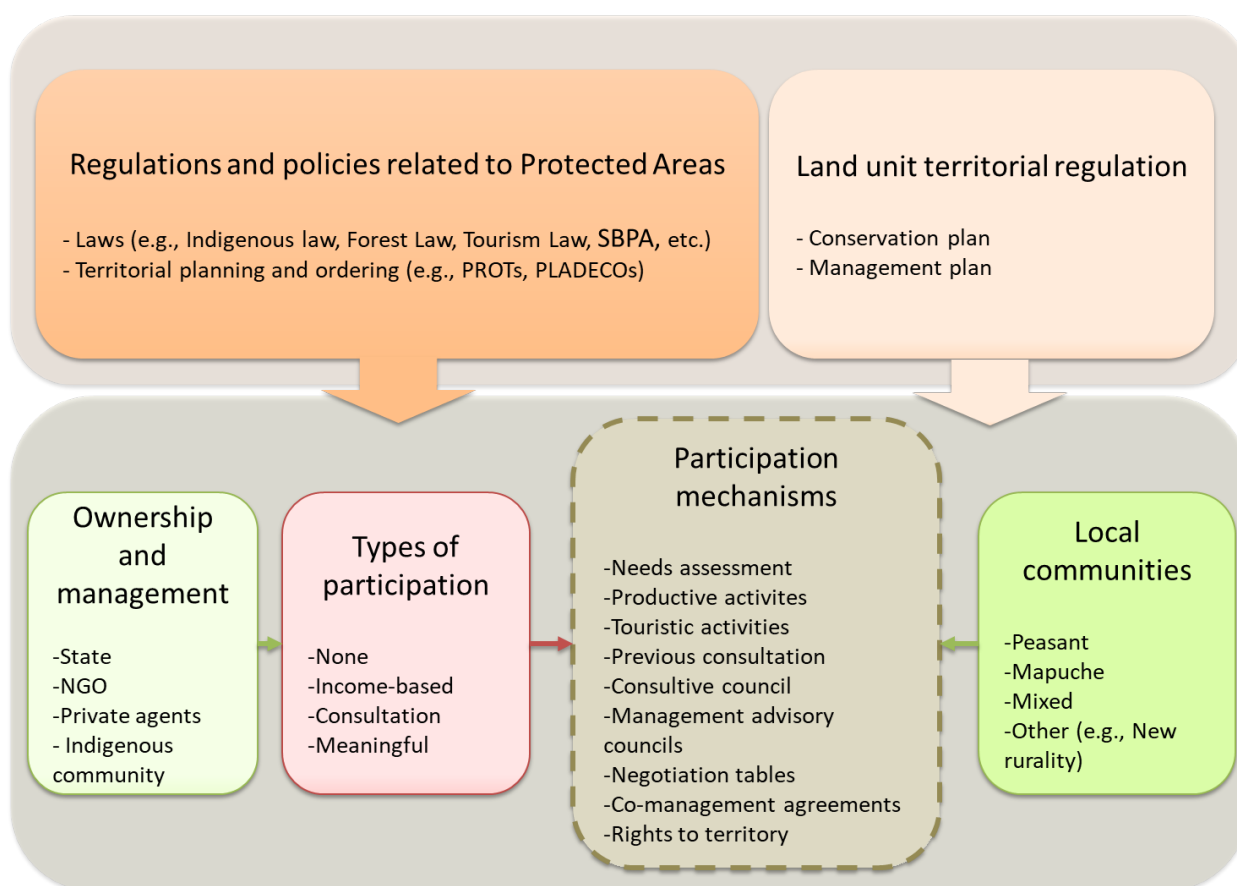 Regulations and policies related to Protected Areas
- Laws (e.g., Indigenous law, Forest Law, Tourism Law, SBPA, etc.)
- Territorial planning and ordering (e.g., PROTs, PLADECOs)
Land unit territorial regulation
- Conservation plan
- Management plan
Ownership
and
management
-State
-NGO
-Private agents
- Indigenous
community
Types of
participation
-None
-Income-based
-Consultation
-Meaningful
Participation
mechanisms
-Needs assessment
-Productive activites
-Touristic activities
-Previous consultation
-Consultive council
-Management advisory
councils
-Negotiation tables
-Co-management agreements
-Rights to territory
Local
communities
-Peasant
-Mapuche
-Mixed
-Other (e.g., New
rurality)